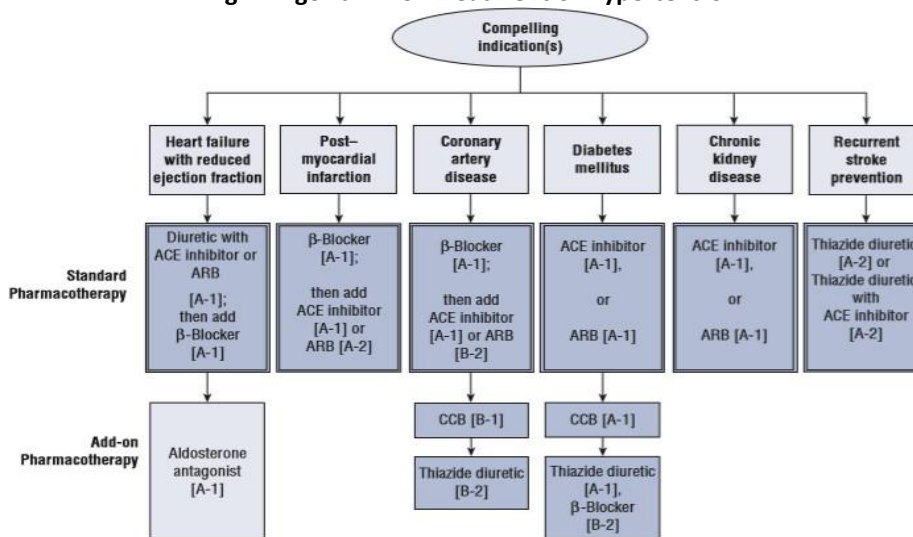 Compelling
indication(s)
Heart failure
with reduced
ejection fraction
Post–
myocardial
infarction
Coronary
artery
disease
Diabetes
mellitus
Chronic
kidney
disease
Recurrent
stroke
prevention
Standard
Pharmacotherapy
Diuretic with
ACE inhibitor or
ARB
[A-1];
then add
β-Blocker
[A-1]
β-Blocker
[A-1];
then add
ACE inhibitor
[A-1] or
ARB [A-2]
β-Blocker
[A-1];
then add
ACE inhibitor
[A-1] or ARB
[B-2]
ACE inhibitor
[A-1],
or
ARB [A-1]
ACE inhibitor
[A-1],
or
ARB [A-1]
Thiazide diuretic
[A-2] or
Thiazide diuretic
with
ACE inhibitor
[A-2]
Add-on
Pharmacotherapy
Aldosterone
antagonist
[A-1]
CCB [B-1]
Thiazide diuretic
[B-2]
CCB [A-1]
Thiazide diuretic
[A-1],
β-Blocker
[B-2]